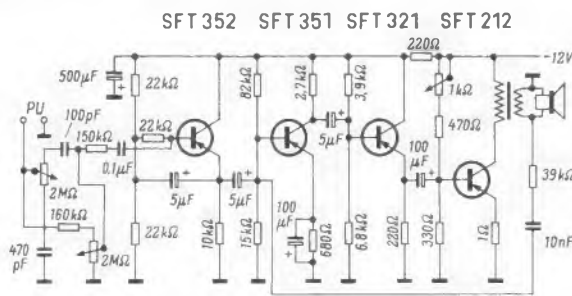 SFT 352 SFT 351 SFT 321 SFT 212
220Ω
-12V
500µF
+
22kΩ
82kΩ
2,7kΩ
3,9kΩ
1kΩ
PU
100pF
150kΩ
22kΩ
0,1µF
5µF
+
470Ω
100
µF
+
2MΩ
5µF
+
5µF
+
39kΩ
160kΩ
100
µF
+
470
pF
2MΩ
22kΩ
10kΩ
15kΩ
680Ω
6.8kΩ
220Ω
330Ω
1Ω
10nF